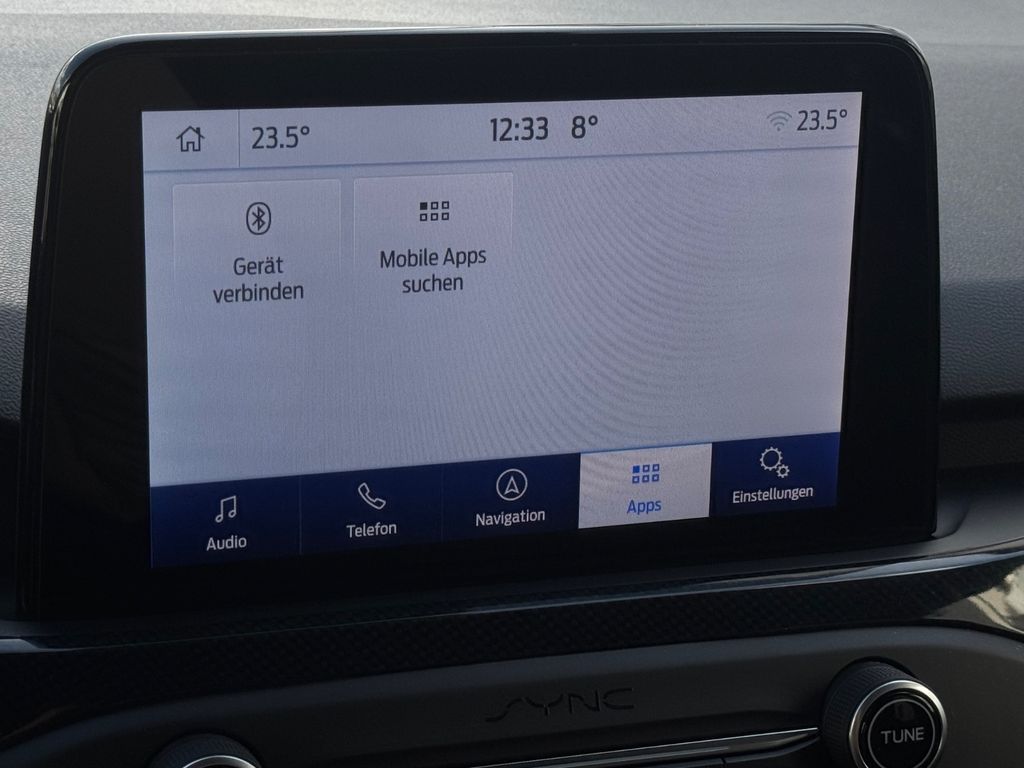 23.5° 12:33 8° 23.5°
Gerät
verbinden
Mobile Apps
suchen
Audio
Telefon
Navigation
Apps
Einstellungen
SYNC
TUNE